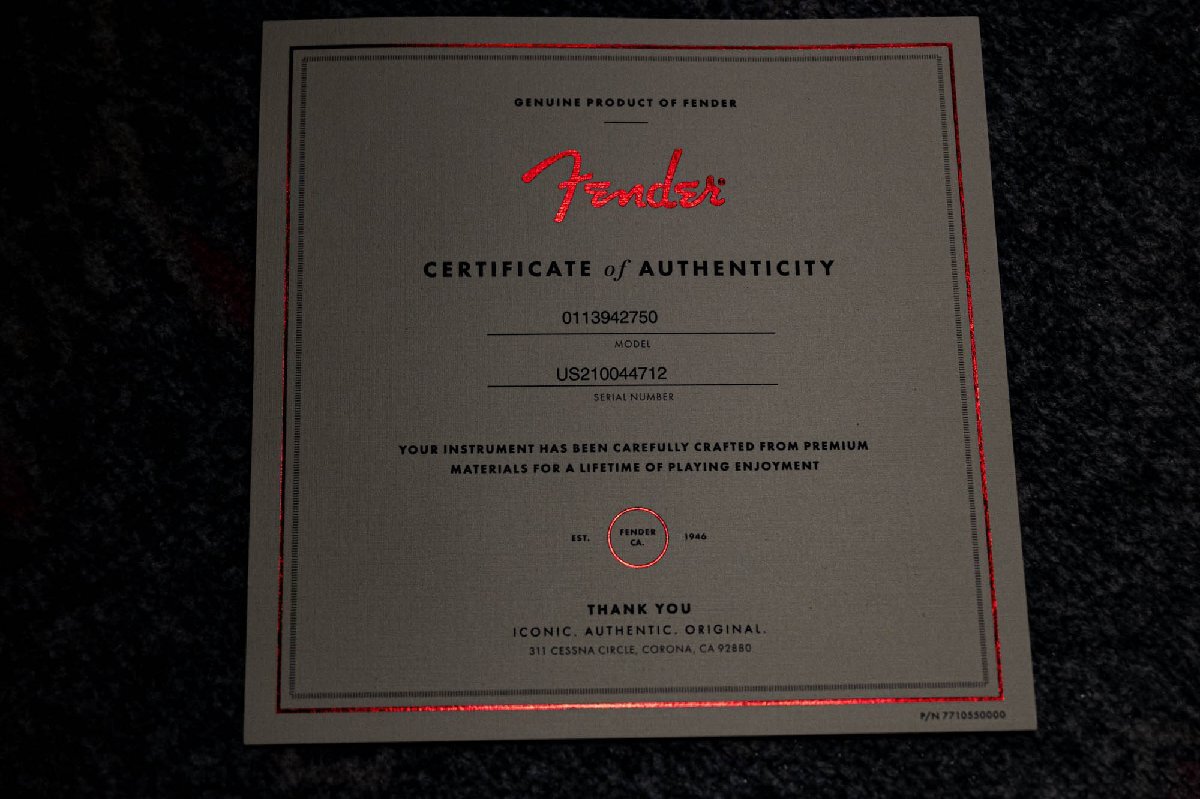 GENUINE PRODUCT OF FENDER
Fender®
CERTIFICATE of AUTHENTICITY
0113942750
MODEL
US210044712
SERIAL NUMBER
YOUR INSTRUMENT HAS BEEN CAREFULLY CRAFTED FROM PREMIUM
MATERIALS FOR A LIFETIME OF PLAYING ENJOYMENT
EST. FENDER CA. 1946
THANK YOU
ICONIC. AUTHENTIC. ORIGINAL.
311 CESSNA CIRCLE, CORONA, CA 92880
P/N 7710550000